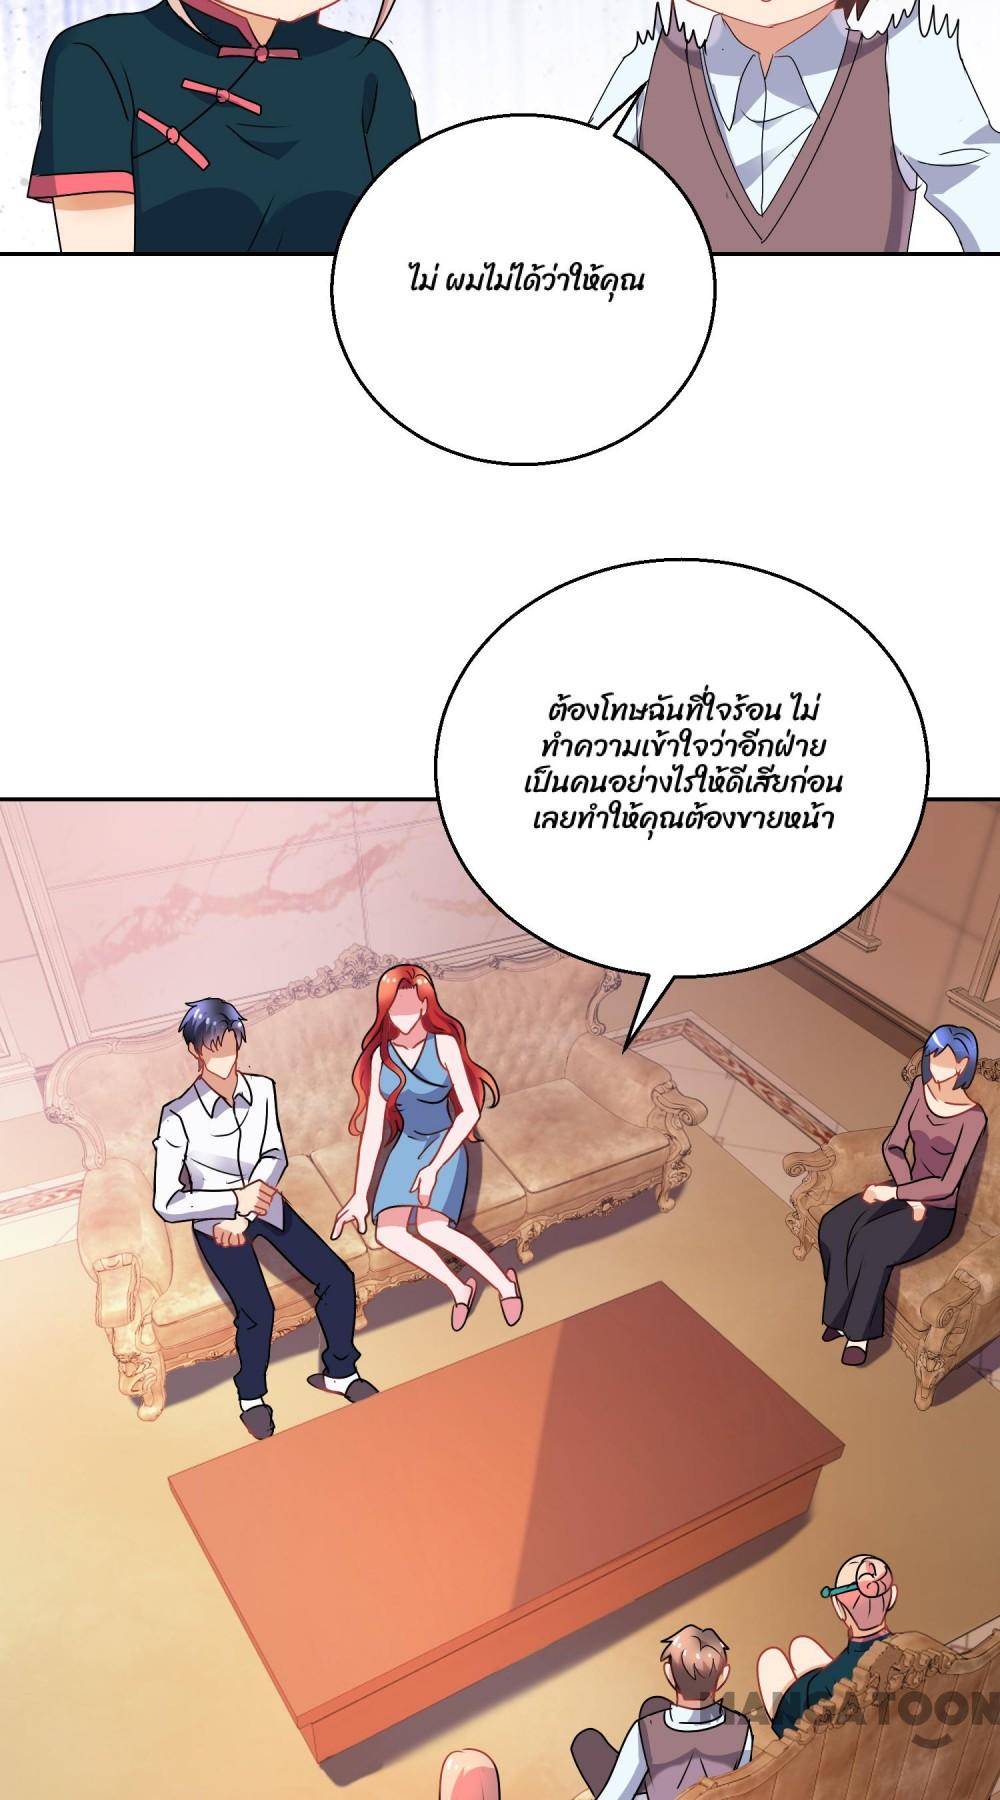 ไม่ ผมไม่ได้ว่าให้คุณ
ต้องโทษฉันที่ใจร้อน ไม่
ทำความเข้าใจว่าอีกฝ่าย
เป็นคนอย่างไรให้ดีเสียก่อน
เลยทำให้คุณต้องขายหน้า
MANGATOON